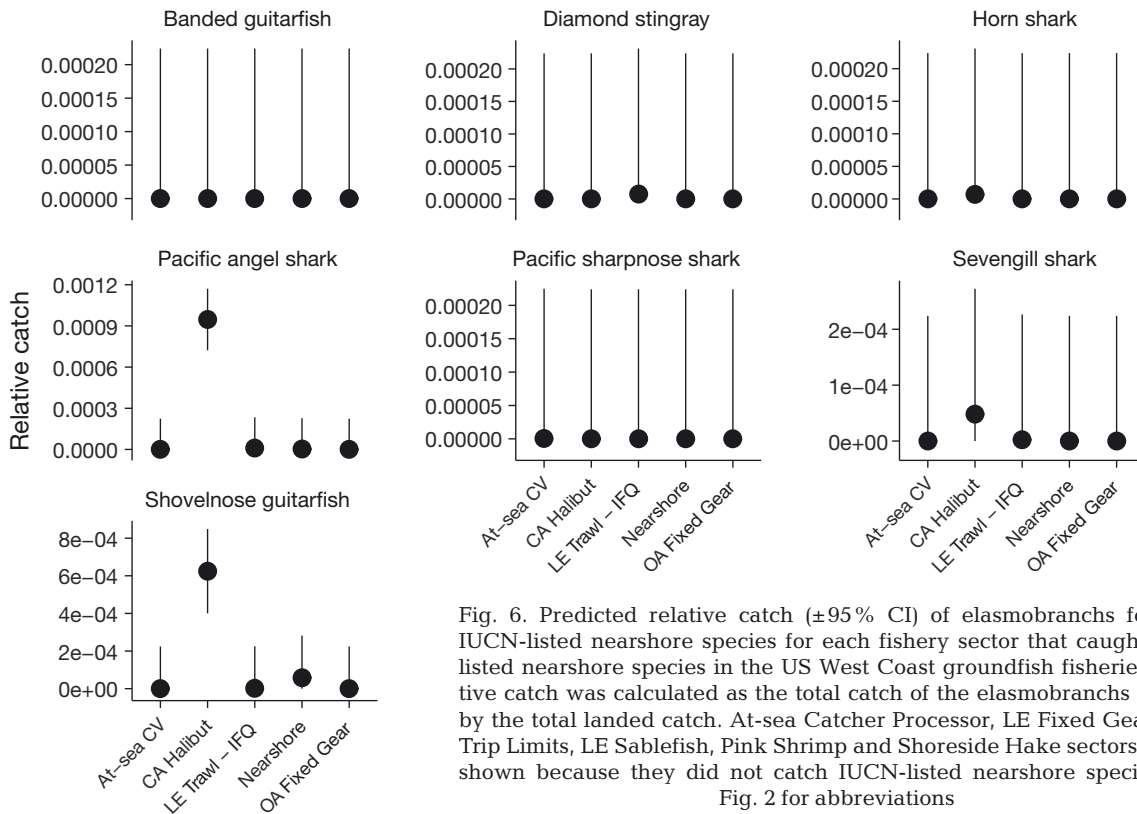 Banded guitarfish
Diamond stingray
Horn shark
0.00020
0.00015
0.00010
0.00005
0.00000
0.00020
0.00015
0.00010
0.00005
0.00000
0.00020
0.00015
0.00010
0.00005
0.00000
Relative catch
Pacific angel shark
Pacific sharpnose shark
Sevengill shark
0.0012
0.0009
0.0006
0.0003
0.0000
0.00020
0.00015
0.00010
0.00005
0.00000
2e−04
1e−04
0e+00
At−sea CV
CA Halibut
LE Trawl − IFQ
Nearshore
OA Fixed Gear
At−sea CV
CA Halibut
LE Trawl − IFQ
Nearshore
OA Fixed Gear
Shovelnose guitarfish
8e−04
6e−04
4e−04
2e−04
0e+00
At−sea CV
CA Halibut
LE Trawl − IFQ
Nearshore
OA Fixed Gear
Fig. 6. Predicted relative catch (±95% CI) of elasmobranchs
IUCN-listed nearshore species for each fishery sector that
listed nearshore species in the US West Coast groundfish
tive catch was calculated as the total catch of the elasmobranchs
by the total landed catch. At-sea Catcher Processor, LE Fixed
Trip Limits, LE Sablefish, Pink Shrimp and Shoreside Hake sectors
shown because they did not catch IUCN-listed nearshore
Fig. 2 for abbreviations